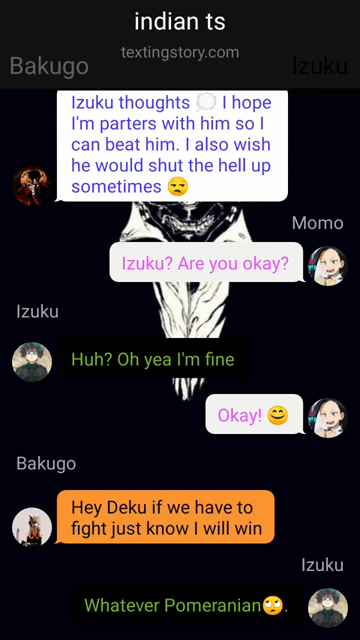 indian ts
textingstory.com
Bakugo
Izuku
Izuku thoughts 💭 I hope
I'm parters with him so I
can beat him. I also wish
he would shut the hell up
sometimes 😒
Momo
Izuku? Are you okay?
Izuku
Huh? Oh yea I'm fine
Okay! 😊
Bakugo
Hey Deku if we have to
fight just know I will win
Izuku
Whatever Pomeranian🙄.